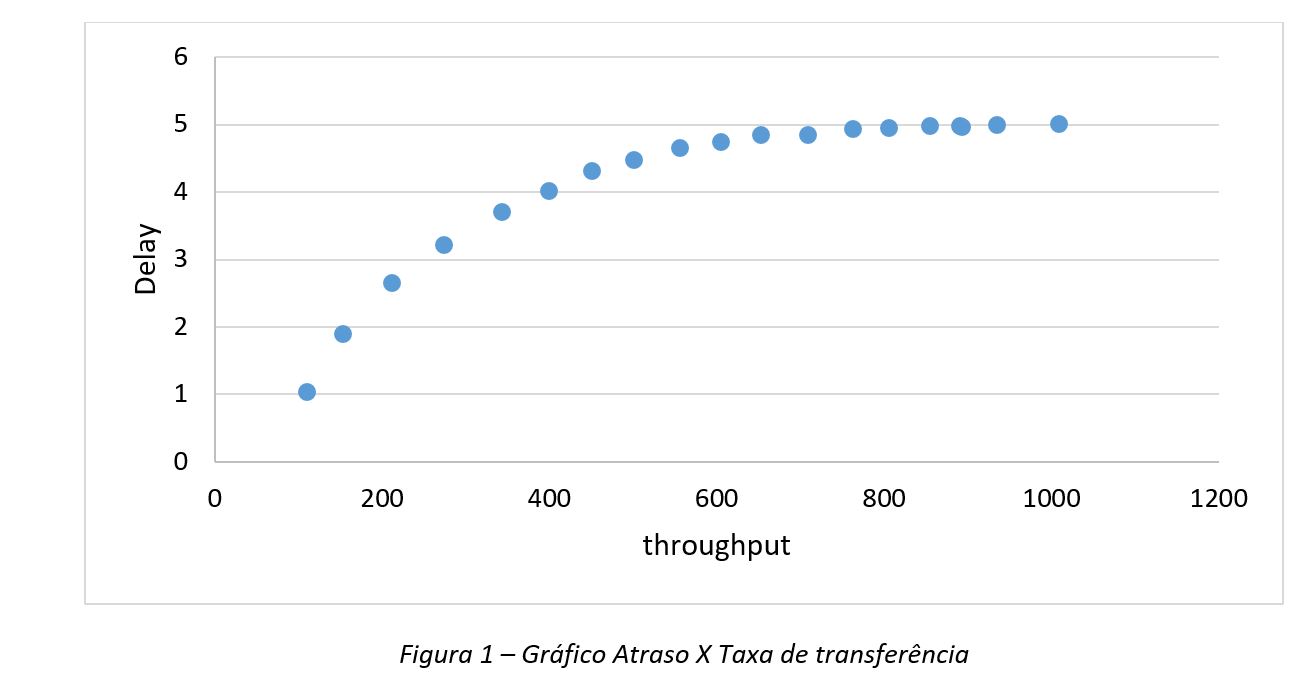 6
5
4
3
2
1
0
Delay
0 200 400 600 800 1000 1200
throughput
Figura 1 – Gráfico Atraso X Taxa de transferência